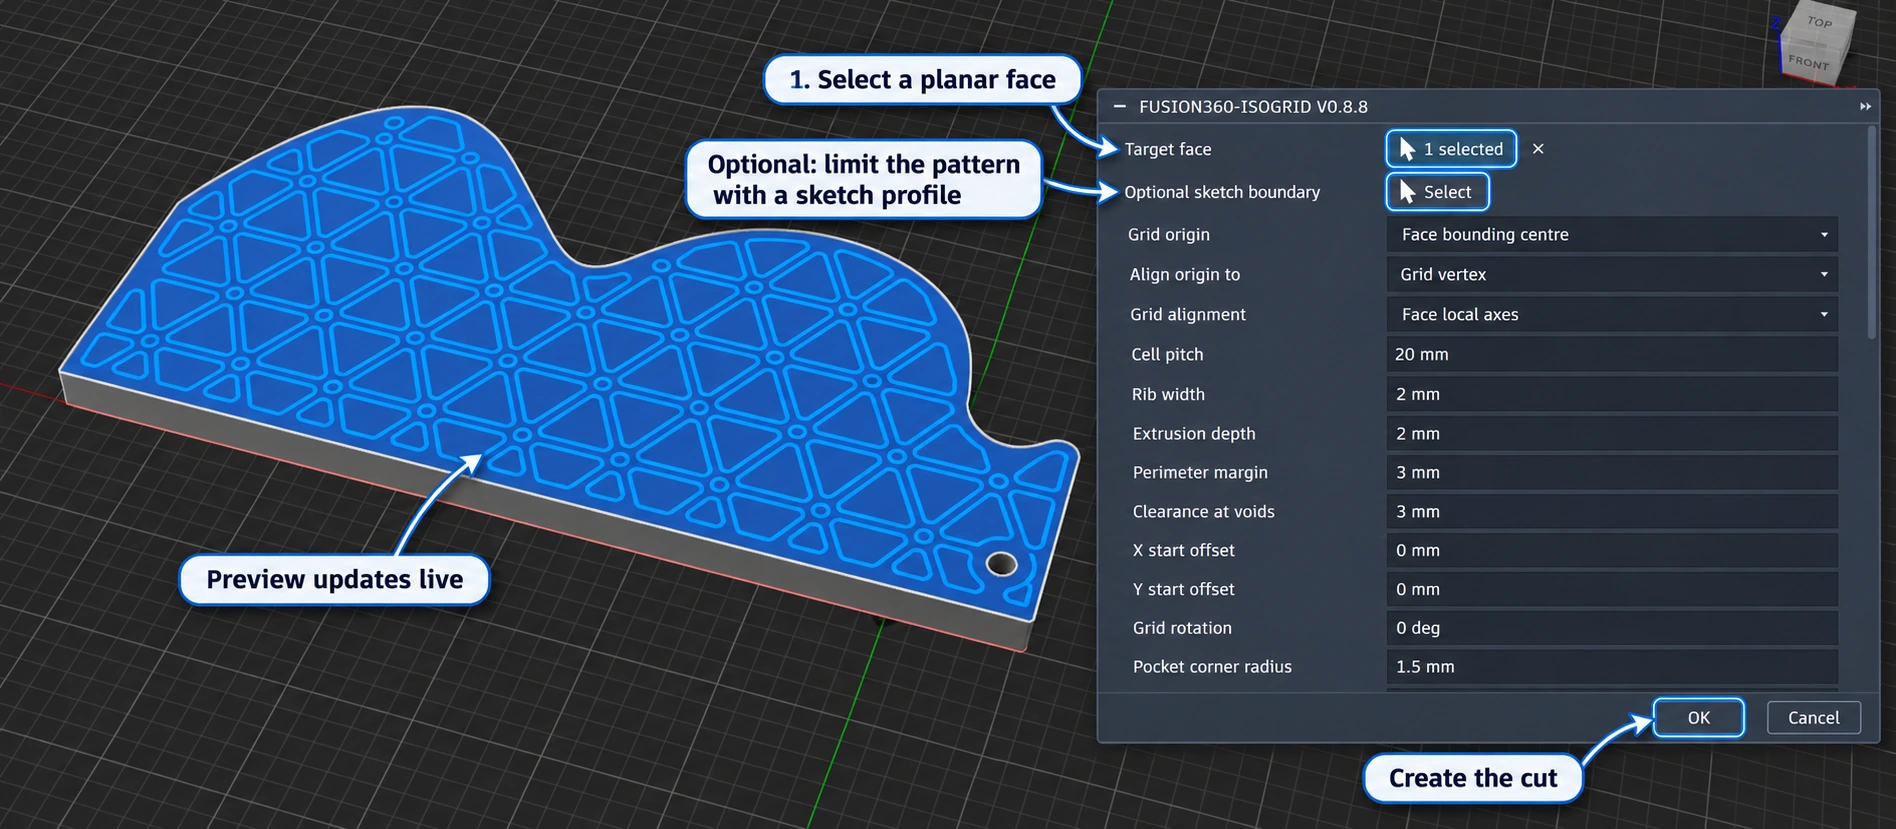 TOP
FRONT
Z
1. Select a planar face
Optional: limit the pattern
with a sketch profile
Preview updates live
FUSION360-ISOGRID V0.8.8
Target face
1 selected
Optional sketch boundary
Select
Grid origin
Face bounding centre
Align origin to
Grid vertex
Grid alignment
Face local axes
Cell pitch
20 mm
Rib width
2 mm
Extrusion depth
2 mm
Perimeter margin
3 mm
Clearance at voids
3 mm
X start offset
0 mm
Y start offset
0 mm
Grid rotation
0 deg
Pocket corner radius
1.5 mm
OK
Cancel
Create the cut